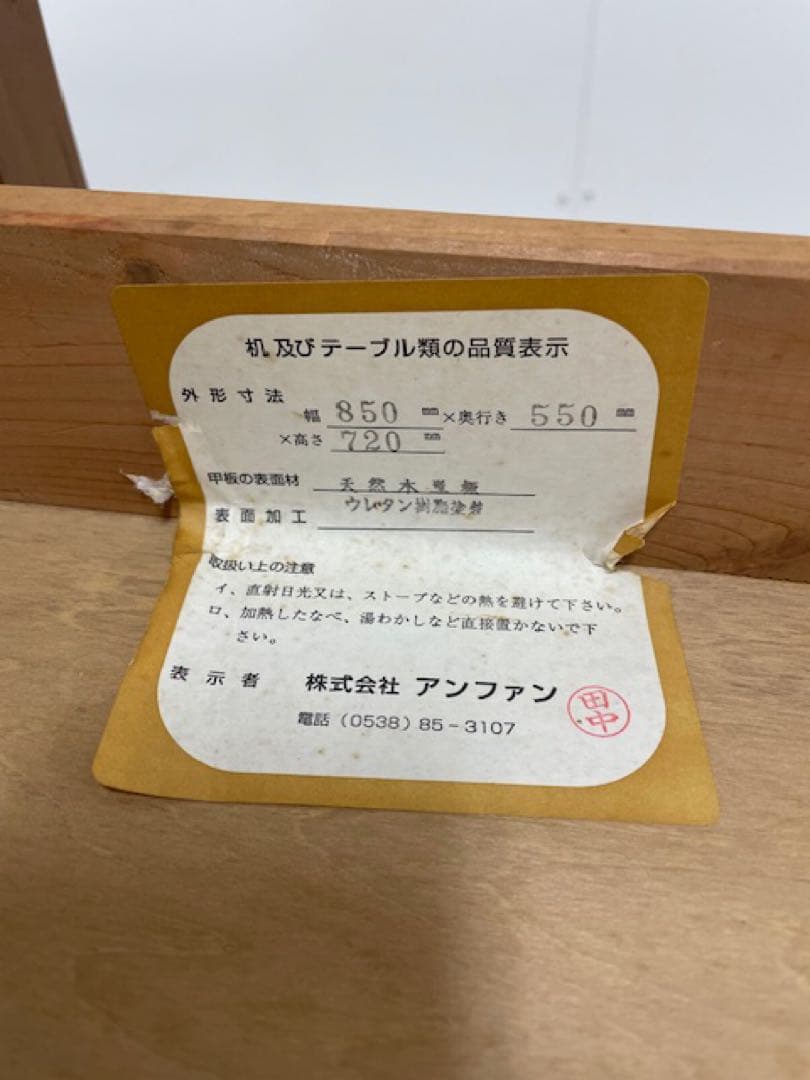 机及びテーブル類の品質表示
外形寸法
幅 850 mm ×奥行き 550 mm
×高さ 720 mm
甲板の表面材 天然木
表面加工 ウレタン樹脂塗装
取扱い上の注意
イ、直射日光又は、ストーブなどの熱を避けて下さい。
ロ、加熱したなべ、湯わかしなど直接置かないで下
さい。
表示者 株式会社 アンファン
田中
電話 (0538) 85-3107